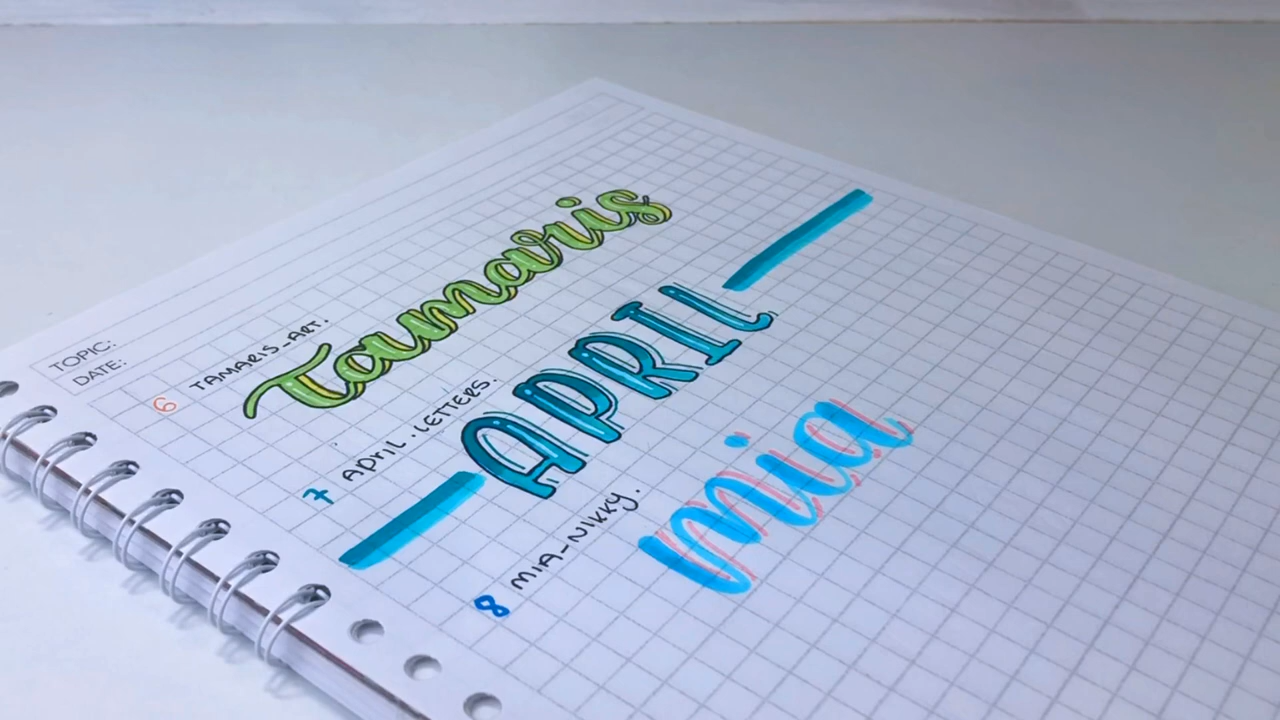 TOPIC:
DATE:
6 TAMARIS_ART.
Tamaris
7 APRIL.LETTERS.
APRIL
8 MIA_NIKKY.
mia